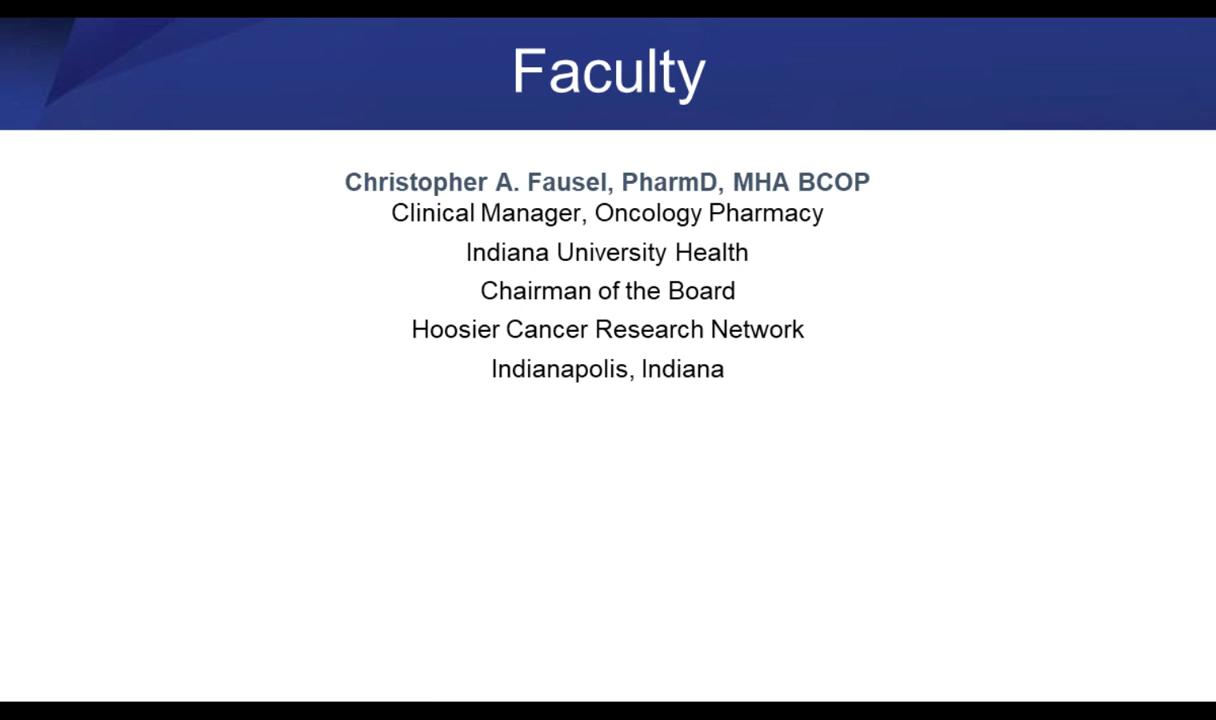 Faculty
Christopher A. Fausel, PharmD, MHA BCOP
Clinical Manager, Oncology Pharmacy
Indiana University Health
Chairman of the Board
Hoosier Cancer Research Network
Indianapolis, Indiana